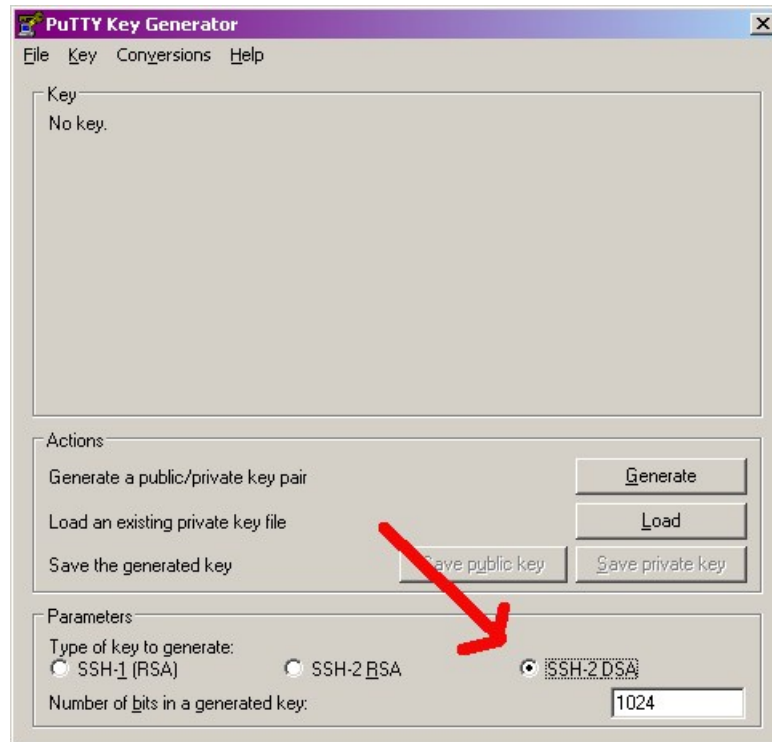 PuTTY Key Generator
File Key Conversions Help
Key
No key.
Actions
Generate a public/private key pair Generate
Load an existing private key file Load
Save the generated key Save public key Save private key
Parameters
Type of key to generate:
SSH-1 (RSA) SSH-2 RSA SSH-2 DSA
Number of bits in a generated key: 1024